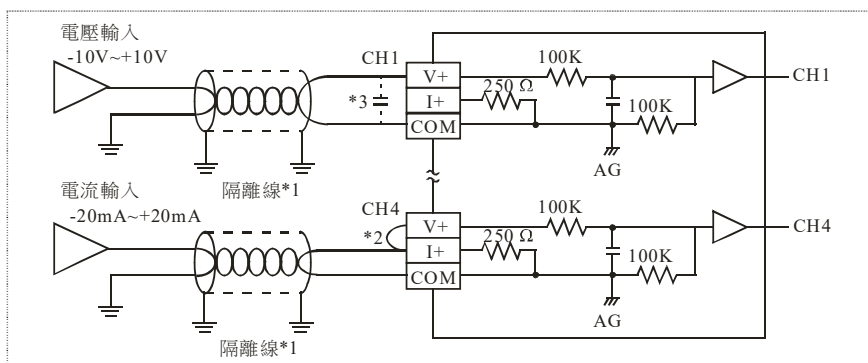 電壓輸入
-10V~+10V
CH1
*3
V+
I+
COM
100K
250 Ω
100K
AG
CH1
隔離線*1
電流輸入
-20mA~+20mA
CH4
*2
V+
I+
COM
100K
250 Ω
100K
AG
CH4
隔離線*1